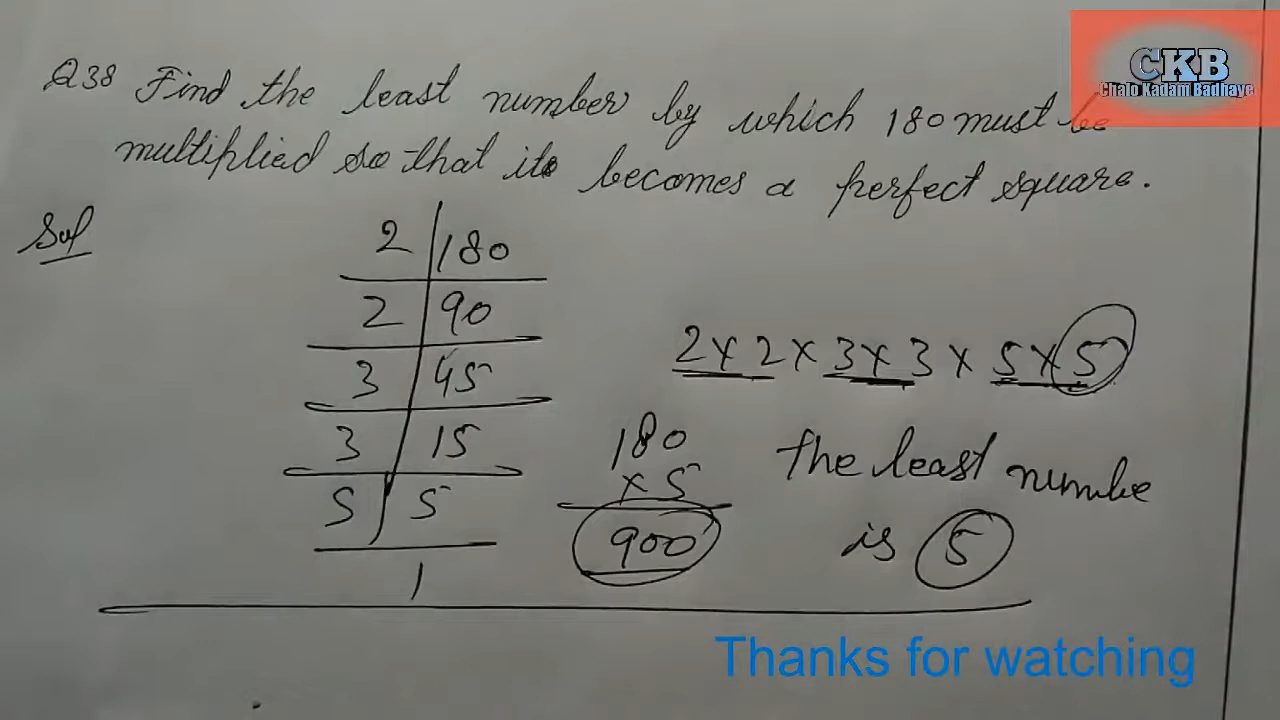 CKB
Chalo Kadam Badhaye
Q38 Find the least number by which 180 must be
multiplied so that it becomes a perfect square.
Sol
2 | 180
2 | 90
3 | 45
3 | 15
5 | 5
1
2 × 2 × 3 × 3 × 5 × 5
180
× 5
900
The least numbe
is 5
Thanks for watching